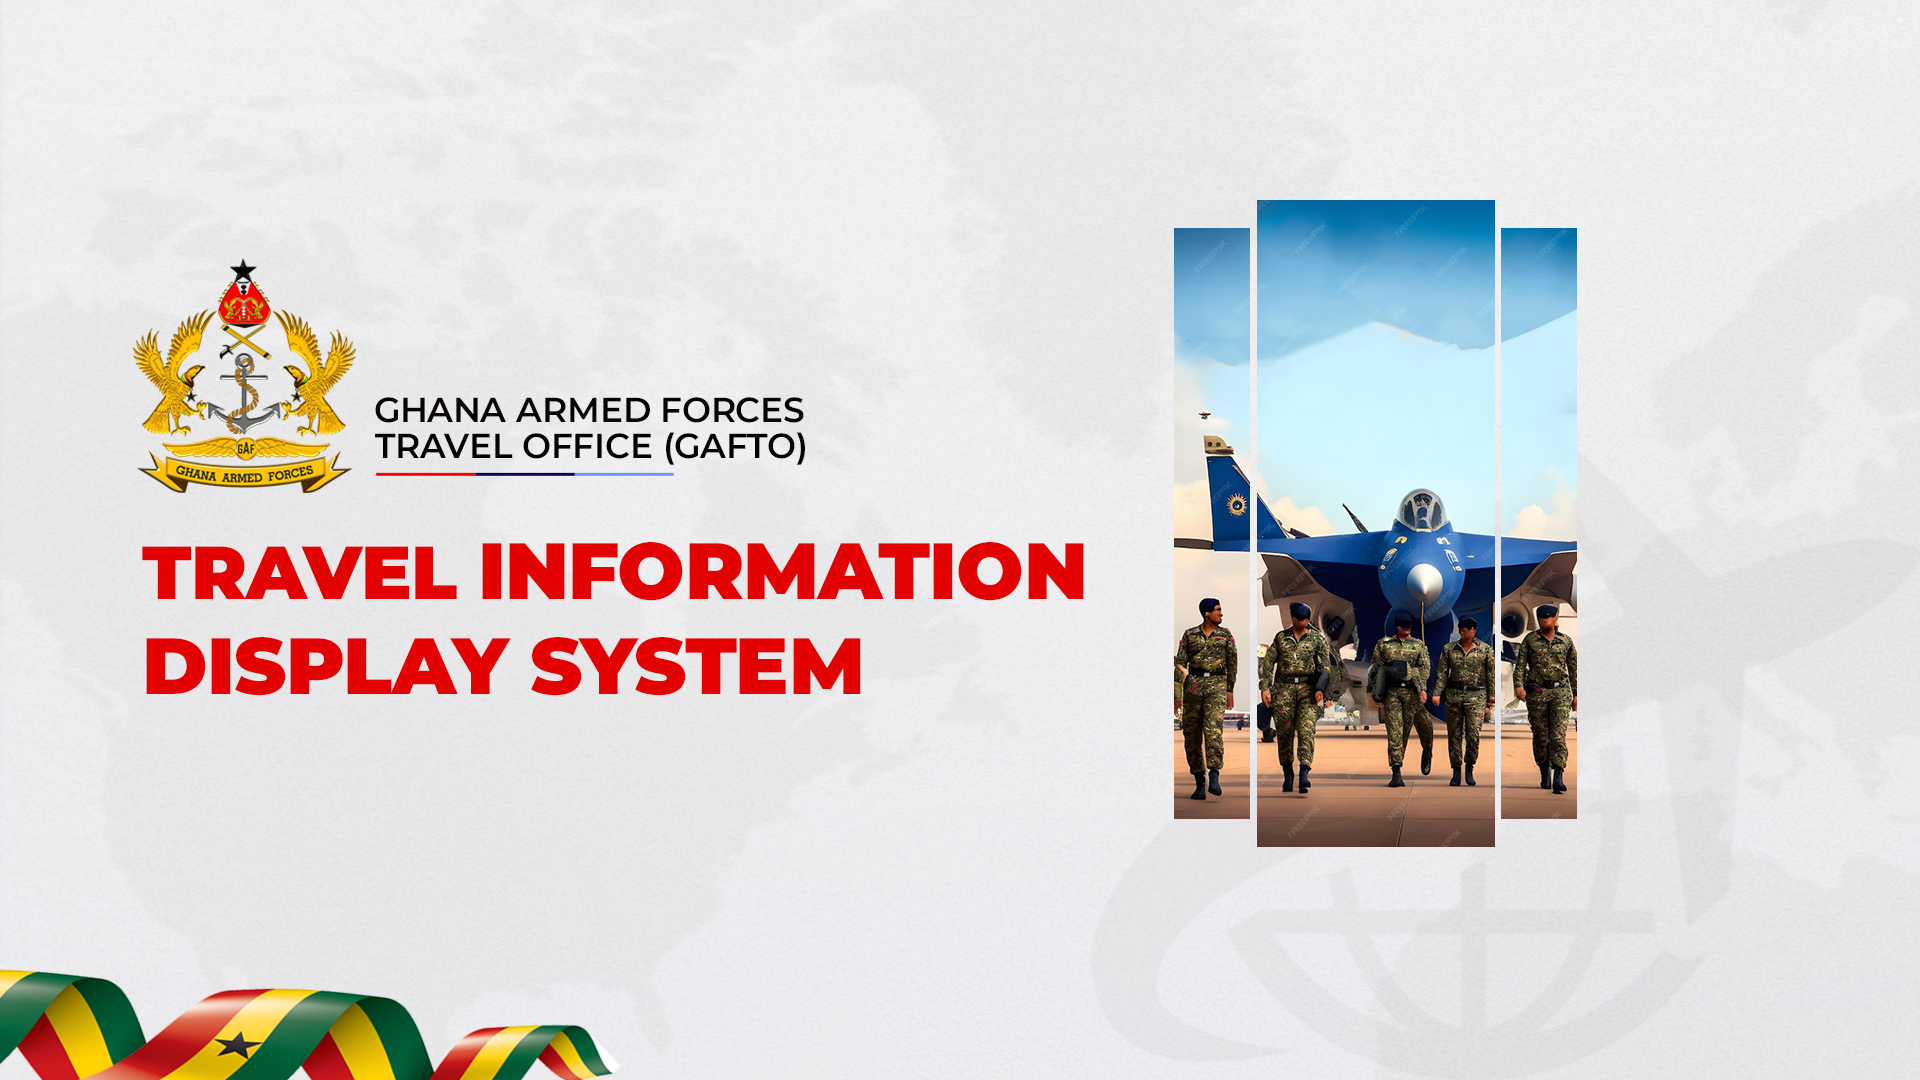 GHANA ARMED FORCES
TRAVEL OFFICE (GAFTO)
GAF
GHANA ARMED FORCES
TRAVEL INFORMATION
DISPLAY SYSTEM